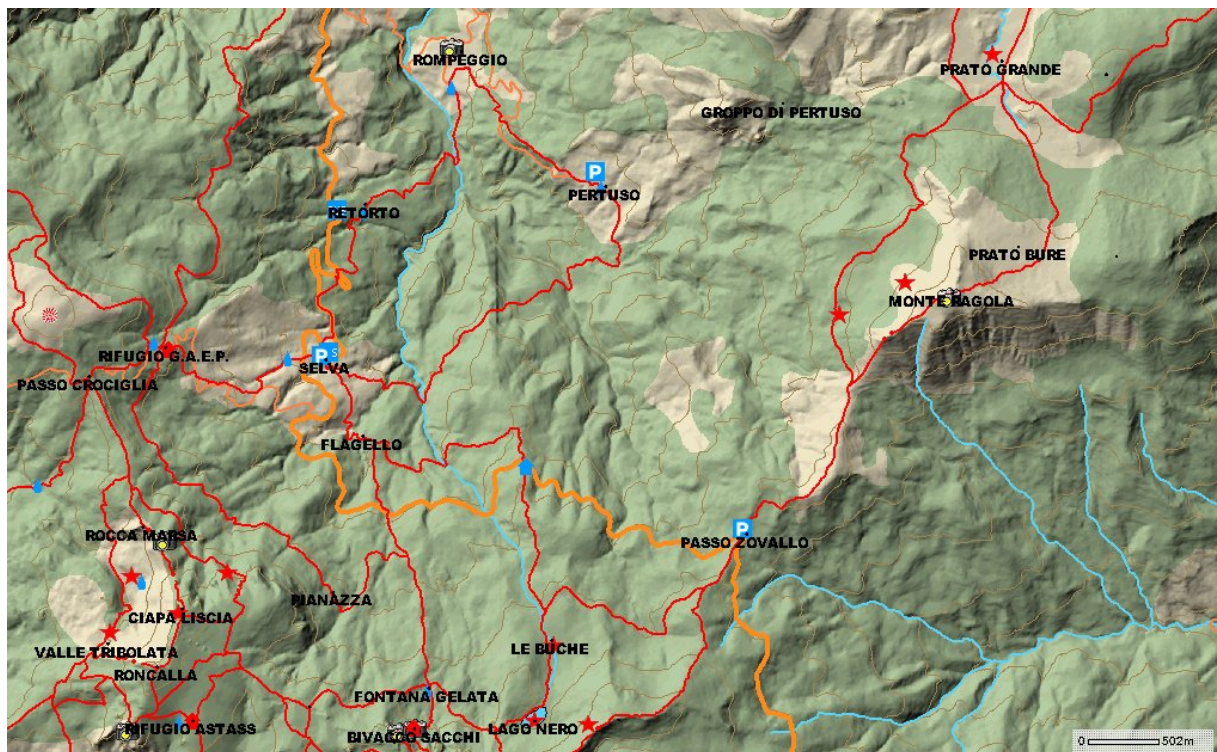 ROMPEGGIO
PRATO GRANDE
GROPPO DI PERTUSO
P
PERTUSO
RETORTO
PRATO BURE
MONTE RAGOLA
RIFUGIO G.A.E.P.
P S
SELVA
PASSO CROCIGLIA
FLAGELLO
ROCCA MARSA
P
PASSO ZOVALLO
PIANAZZA
CIAPA LISCIA
VALLE TRIBOLATA
LE BUCHE
RONCALLA
FONTANA GELATA
RIFUGIO ASTASS
BIVACCO SACCHI
LAGO NERO
0 502m